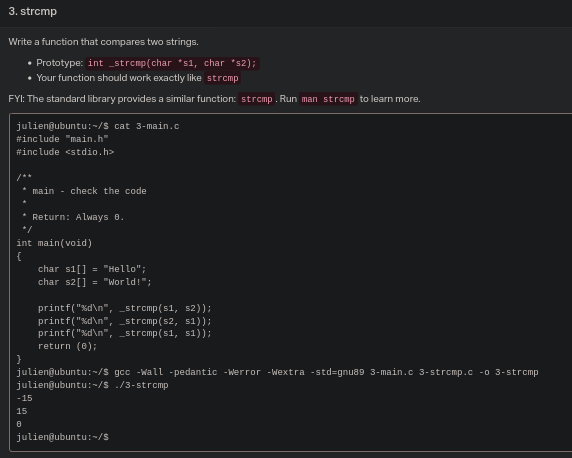 3. strcmp
Write a function that compares two strings.
• Prototype: int _strcmp(char *s1, char *s2);
• Your function should work exactly like strcmp
FYI: The standard library provides a similar function: strcmp. Run man strcmp to learn more.
julien@ubuntu:~/$ cat 3-main.c
#include "main.h"
#include <stdio.h>
/**
 * main - check the code
 *
 * Return: Always 0.
 */
int main(void)
{
    char s1[] = "Hello";
    char s2[] = "World!";
    printf("%d\n", _strcmp(s1, s2));
    printf("%d\n", _strcmp(s2, s1));
    printf("%d\n", _strcmp(s1, s1));
    return (0);
}
julien@ubuntu:~/$ gcc -Wall -pedantic -Werror -Wextra -std=gnu89 3-main.c 3-strcmp.c -o 3-strcmp
julien@ubuntu:~/$ ./3-strcmp
-15
15
0
julien@ubuntu:~/$